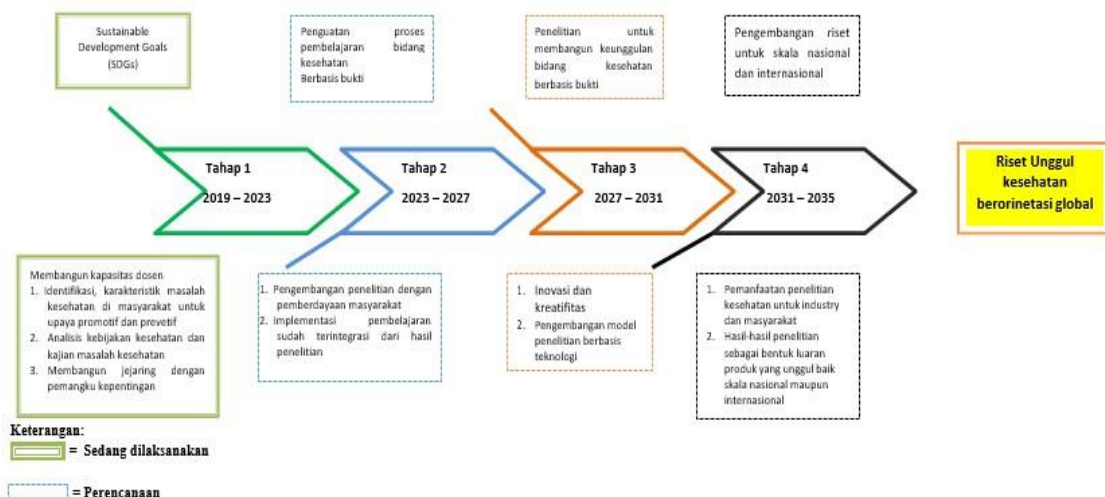 Sustainable
Development Goals
(SDGs)
Penguatan proses
pembelajaran bidang
kesehatan
Berbasis bukti
Penelitian untuk
membangun keunggulan
bidang kesehatan
berbasis bukti
Pengembangan riset
untuk skala nasional
dan internasional
Tahap 1
2019 – 2023
Tahap 2
2023 – 2027
Tahap 3
2027 – 2031
Tahap 4
2031 – 2035
Riset Unggul
kesehatan
berorinetasi global
Membangun kapasitas dosen
1. Identifikasi, karakteristik masalah
kesehatan di masyarakat untuk
upaya promotif dan prevetif
2. Analisis kebijakan kesehatan dan
kajian masalah kesehatan
3. Membangun jejaring dengan
pemangku kepentingan
1. Pengembangan penelitian dengan
pemberdayaan masyarakat
2. Implementasi pembelajaran
sudah terintegrasi dari hasil
penelitian
1. Inovasi dan
kreatifitas
2. Pengembangan model
penelitian berbasis
teknologi
1. Pemanfaatan penelitian
kesehatan untuk industry
dan masyarakat
2. Hasil-hasil penelitian
sebagai bentuk luaran
produk yang unggul baik
skala nasional maupun
internasional
Keterangan:
= Sedang dilaksanakan
= Perencanaan